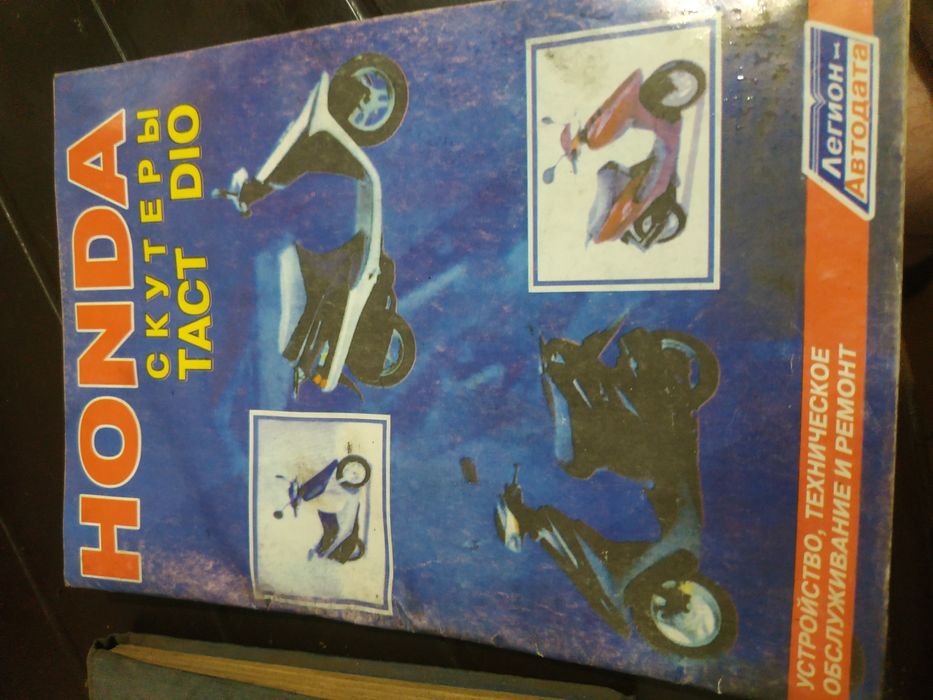 HONDA
СКУТЕРЫ
TACT DIO
УСТРОЙСТВО, ТЕХНИЧЕСКОЕ
ОБСЛУЖИВАНИЕ И РЕМОНТ
Легион-
Автодата